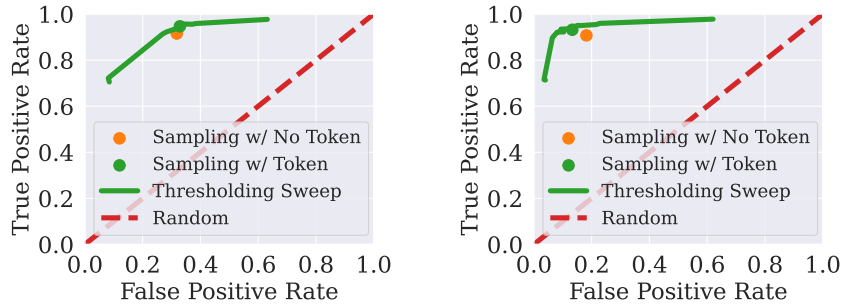 True Positive Rate
1.0
0.8
0.6
0.4
0.2
0.0
Sampling w/ No Token
Sampling w/ Token
Thresholding Sweep
Random
0.0 0.2 0.4 0.6 0.8 1.0
False Positive Rate
True Positive Rate
1.0
0.8
0.6
0.4
0.2
0.0
Sampling w/ No Token
Sampling w/ Token
Thresholding Sweep
Random
0.0 0.2 0.4 0.6 0.8 1.0
False Positive Rate